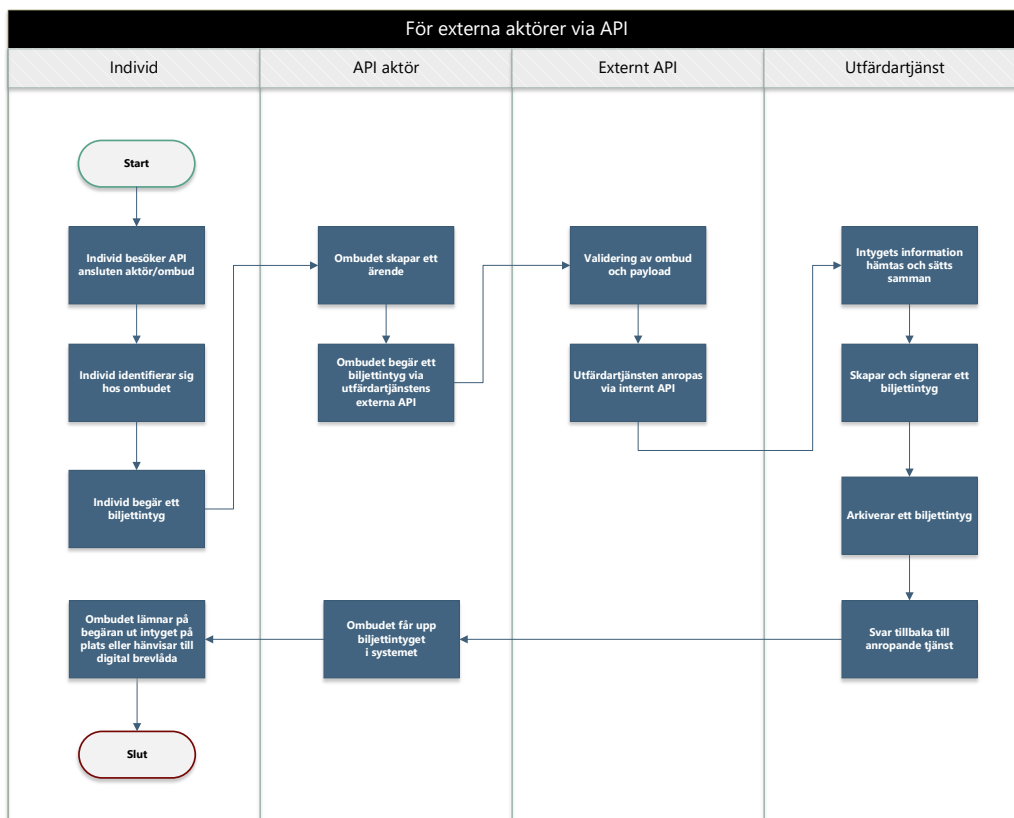 För externa aktörer via API
Individ
API aktör
Externt API
Utfärdartjänst
Start
Individ besöker API
ansluten aktör/ombud
Individ identifierar sig
hos ombudet
Individ begär ett
biljettintyg
Ombudet skapar ett
ärende
Ombudet begär ett
biljettintyg via
utfärdartjänstens
externa API
Validering av ombud
och payload
Utfärdartjänsten anropas
via internt API
Intygets information
hämtas och sätts
samman
Skapar och signerar ett
biljettintyg
Arkiverar ett biljettintyg
Svar tillbaka till
anropande tjänst
Ombudet får upp
biljettintyget
i systemet
Ombudet lämnar på
begäran ut intyget på
plats eller hänvisar till
digital brevlåda
Slut